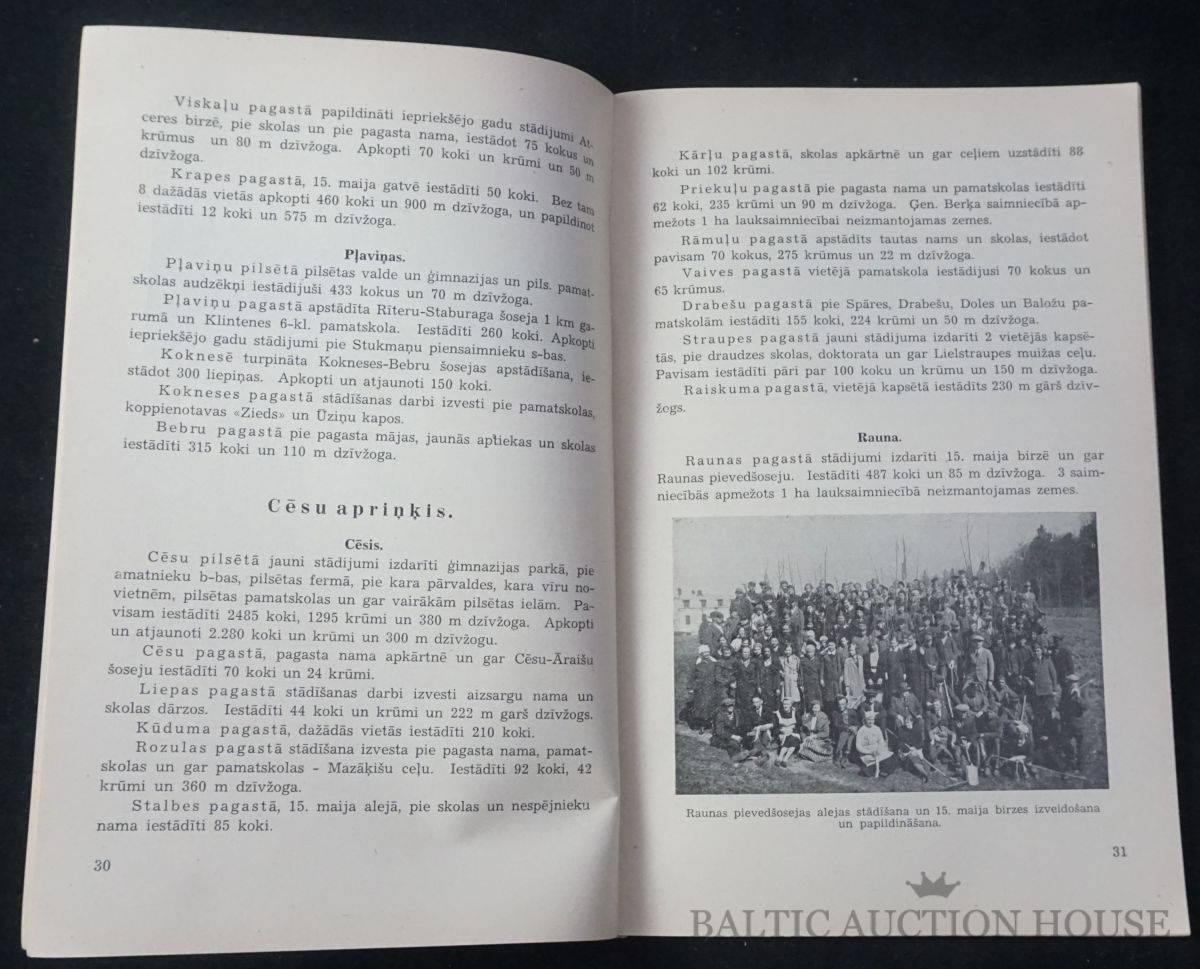 Viskaļu pagastā papildināti iepriekšējo gadu stādījumi At-
ceres birzē, pie skolas un pie pagasta nama, iestādot 75 kokus un
krūmus un 80 m dzīvžoga. Apkopti 70 koki un krūmi un 50 m
dzīvžoga.
Krapes pagastā, 15. maija gatvē iestādīti 50 koki. Bez tam
8 dažādās vietās apkopti 460 koki un 900 m dzīvžoga, un papildinot
iestādīti 12 koki un 575 m dzīvžoga.
Pļaviņas.
Pļaviņu pilsētā pilsētas valde un ģimnazijas un pils. pamat-
skolas audzēkņi iestādījuši 433 kokus un 70 m dzīvžoga.
Pļaviņu pagastā apstādīta Rīteru-Staburaga šoseja 1 km ga-
rumā un Klintenes 6-kl. pamatskola. Iestādīti 260 koki. Apkopti
iepriekšējo gadu stādījumi pie Stukmaņu piensaimnieku s-bas.
Koknesē turpināta Kokneses-Bebru šosejas apstādīšana, ie-
stādot 300 liepiņas. Apkopti un atjaunoti 150 koki.
Kokneses pagastā stādīšanas darbi izvesti pie pamatskolas,
koppienotavas «Zieds» un Ūziņu kapos.
Bebru pagastā pie pagasta mājas, jaunās aptiekas un skolas
iestādīti 315 koki un 110 m dzīvžoga.
Cēsu apriņķis.
Cēsis.
Cēsu pilsētā jauni stādījumi izdarīti ģimnazijas parkā, pie
amatnieku b-bas, pilsētas fermā, pie kara pārvaldes, kara vīru no-
vietnēm, pilsētas pamatskolas un gar vairākām pilsētas ielām. Pa-
visam iestādīti 2485 koki, 1295 krūmi un 380 m dzīvžoga. Apkopti
un atjaunoti 2.280 koki un krūmi un 300 m dzīvžogu.
Cēsu pagastā, pagasta nama apkārtnē un gar Cēsu-Āraišu
šoseju iestādīti 70 koki un 24 krūmi.
Liepas pagastā stādīšanas darbi izvesti aizsargu nama un
skolas dārzos. Iestādīti 44 koki un krūmi un 222 m garš dzīvžogs.
Kūduma pagastā, dažādās vietās iestādīti 210 koki.
Rozulas pagastā stādīšana izvesta pie pagasta nama, pamat-
skolas un gar pamatskolas - Mazāķišu ceļu. Iestādīti 92 koki, 42
krūmi un 360 m dzīvžoga.
Stalbes pagastā, 15. maija alejā, pie skolas un nespējnieku
nama iestādīti 85 koki.
30
Kārļu pagastā, skolas apkārtnē un gar ceļiem uzstādīti 88
koki un 102 krūmi.
Priekuļu pagastā pie pagasta nama un pamatskolas iestādīti
62 koki, 235 krūmi un 90 m dzīvžoga. Ģen. Berķa saimniecībā ap-
mežots 1 ha lauksaimniecībai neizmantojamas zemes.
Rāmuļu pagastā apstādīts tautas nams un skolas, iestādot
pavisam 70 kokus, 275 krūmus un 22 m dzīvžoga.
Vaives pagastā vietējā pamatskola iestādījusi 70 kokus un
65 krūmus.
Drabešu pagastā pie Spāres, Drabešu, Doles un Baložu pa-
matskolām iestādīti 155 koki, 224 krūmi un 50 m dzīvžoga.
Straupes pagastā jauni stādījuma izdarīti 2 vietējās kapsē-
tās, pie draudzes skolas, doktorata un gar Lielstraupes muižas ceļu.
Pavisam iestādīti pāri par 100 koku un krūmu un 150 m dzīvžoga.
Raiskuma pagastā, vietējā kapsētā iestādīts 230 m gārš dzīv-
žogs.
Rauna.
Raunas pagastā stādījumi izdarīti 15. maija birzē un gar
Raunas pievedšoseju. Iestādīti 487 koki un 85 m dzīvžoga. 3 saim-
niecībās apmežots 1 ha lauksaimniecībā neizmantojamas zemes.
Raunas pievedšosejas alejas stādīšana un 15. maija birzes izveidošana
un papildināšana.
31
BALTIC AUCTION HOUSE